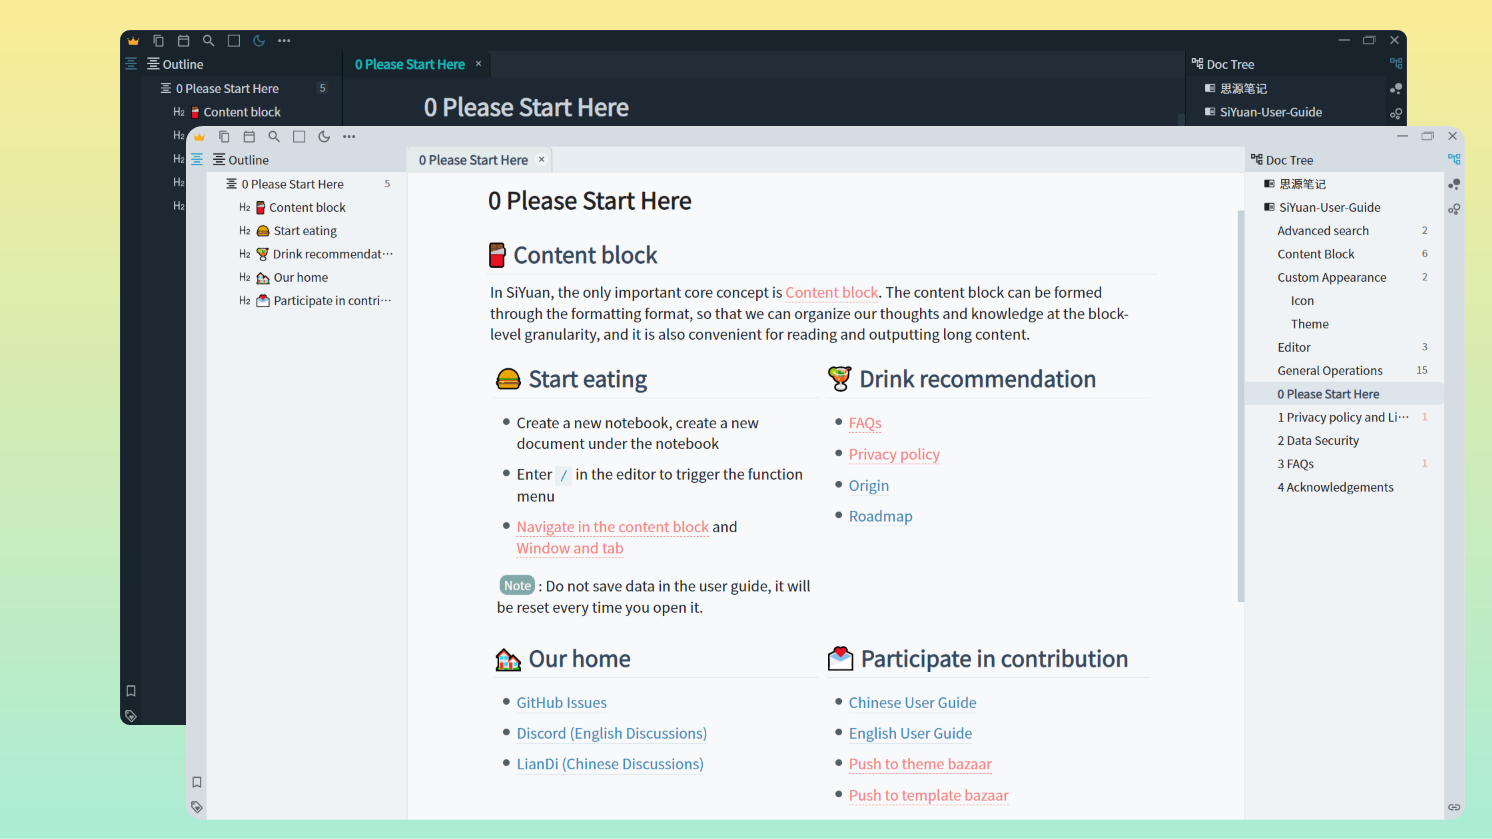 Outline
0 Please Start Here ×
Doc Tree
0 Please Start Here 5
0 Please Start Here
思源笔记
H2 Content block
SiYuan-User-Guide
H2
H2
H2
H2
Outline
0 Please Start Here 5
H2 Content block
H2 Start eating
H2 Drink recommendat···
H2 Our home
H2 Participate in contri···
0 Please Start Here ×
0 Please Start Here
Content block
In SiYuan, the only important core concept is Content block. The content block can be formed
through the formatting format, so that we can organize our thoughts and knowledge at the block-
level granularity, and it is also convenient for reading and outputting long content.
Start eating
Create a new notebook, create a new
document under the notebook
Enter / in the editor to trigger the function
menu
Navigate in the content block and
Window and tab
Note : Do not save data in the user guide, it will
be reset every time you open it.
Drink recommendation
FAQs
Privacy policy
Origin
Roadmap
Our home
GitHub Issues
Discord (English Discussions)
LianDi (Chinese Discussions)
Participate in contribution
Chinese User Guide
English User Guide
Push to theme bazaar
Push to template bazaar
Doc Tree
思源笔记
SiYuan-User-Guide
Advanced search 2
Content Block 6
Custom Appearance 2
Icon
Theme
Editor 3
General Operations 15
0 Please Start Here
1 Privacy policy and Li··· 1
2 Data Security
3 FAQs 1
4 Acknowledgements